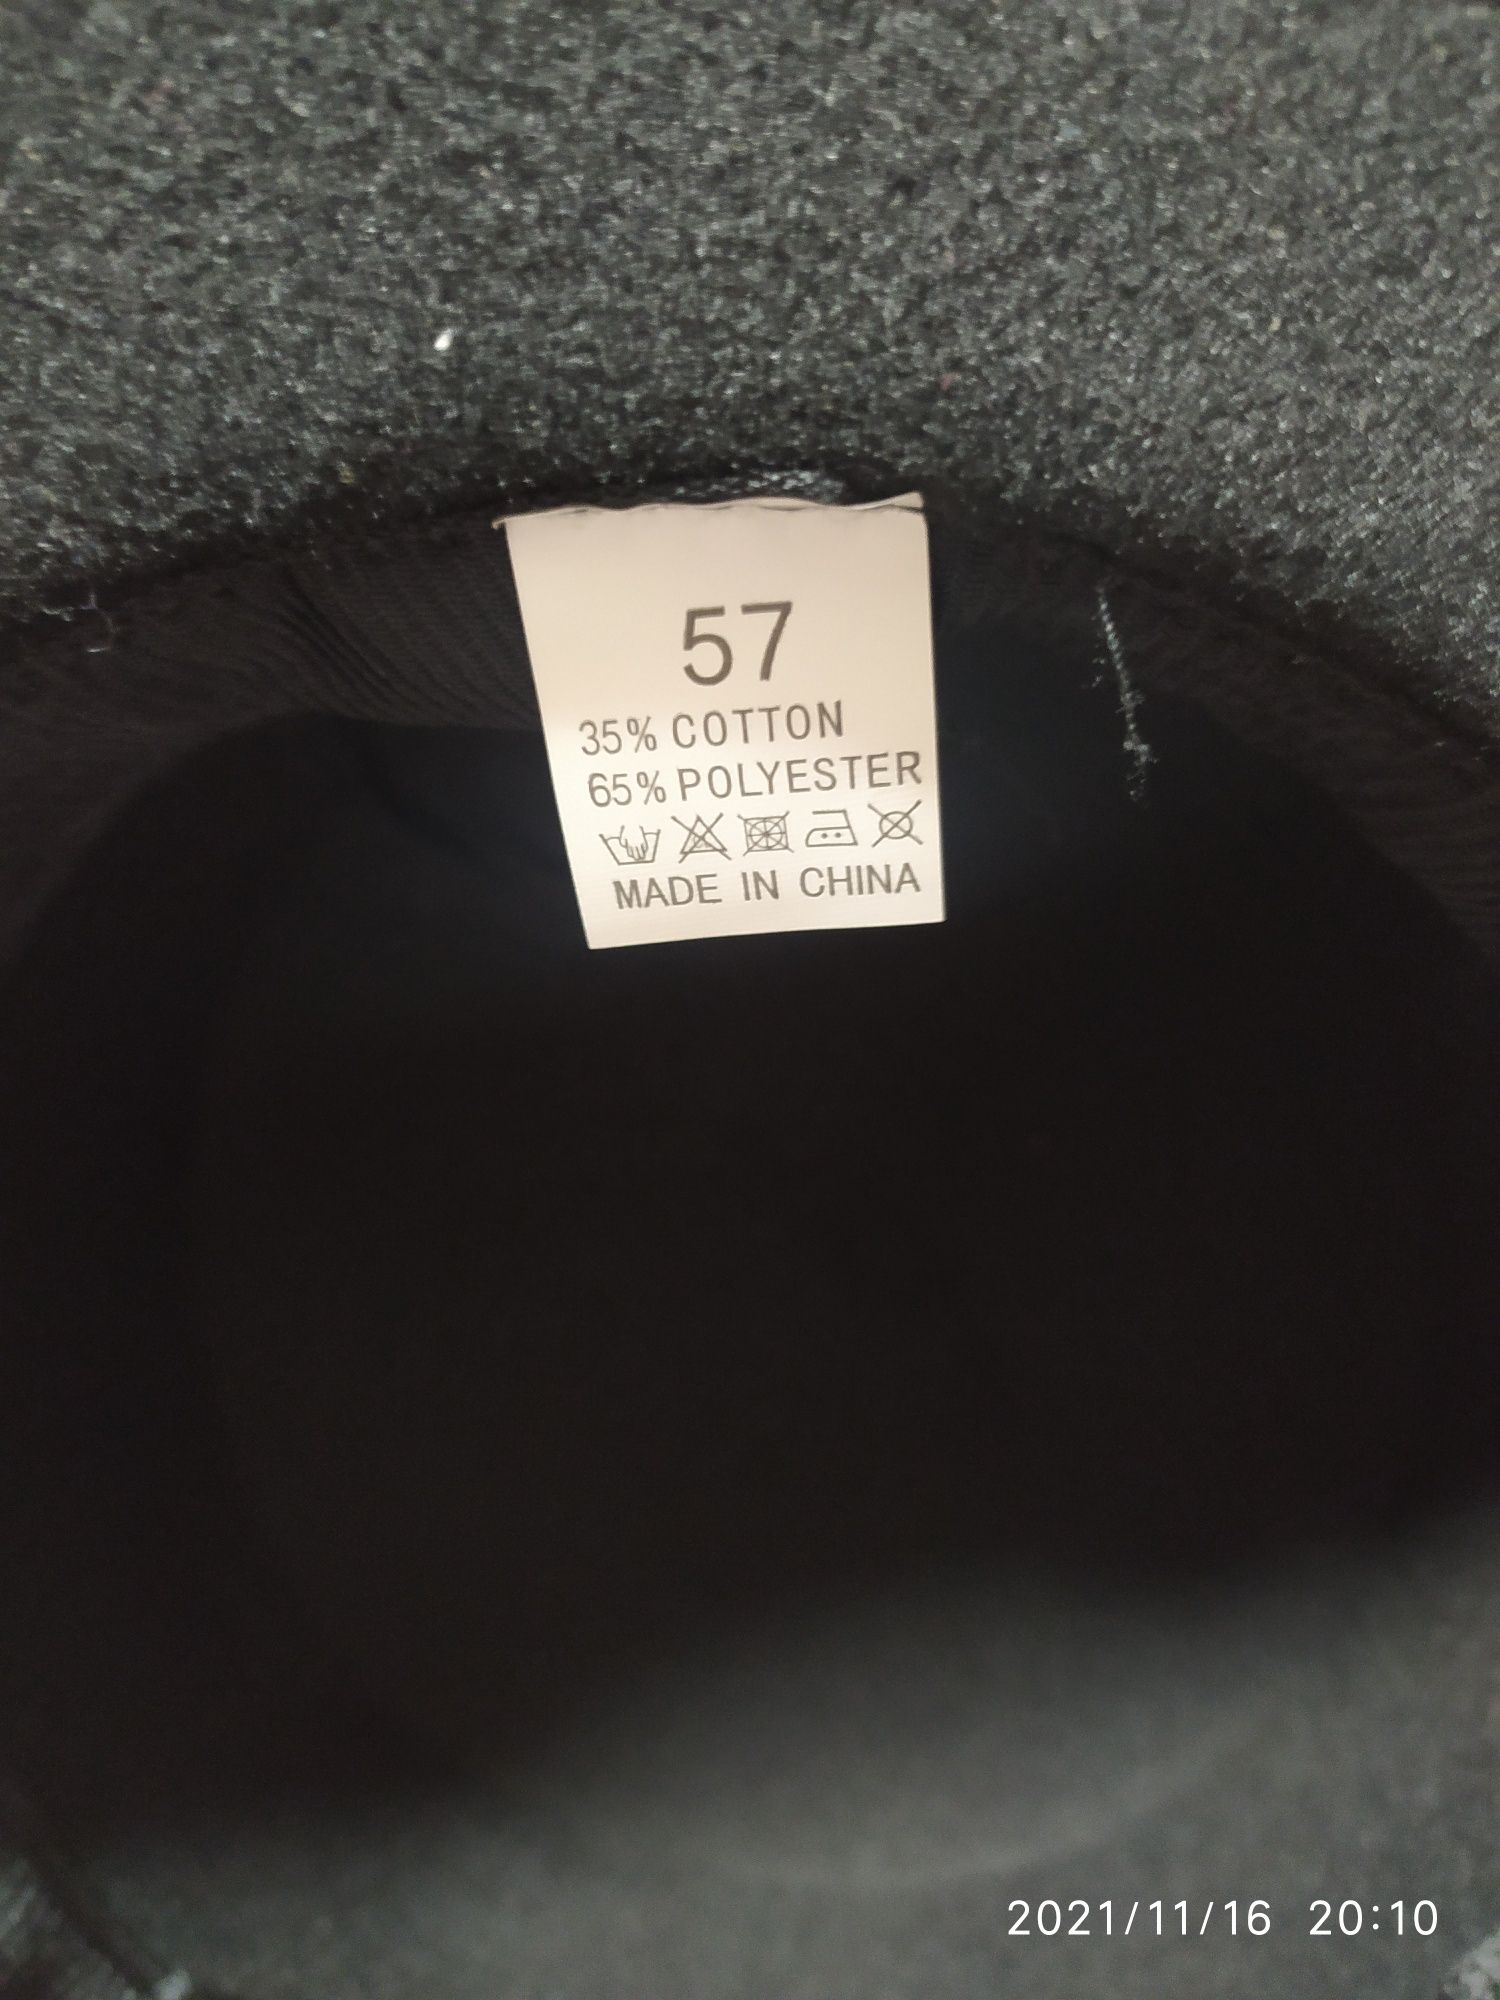 57
35% COTTON
65% POLYESTER
MADE IN CHINA
2021/11/16 20:10